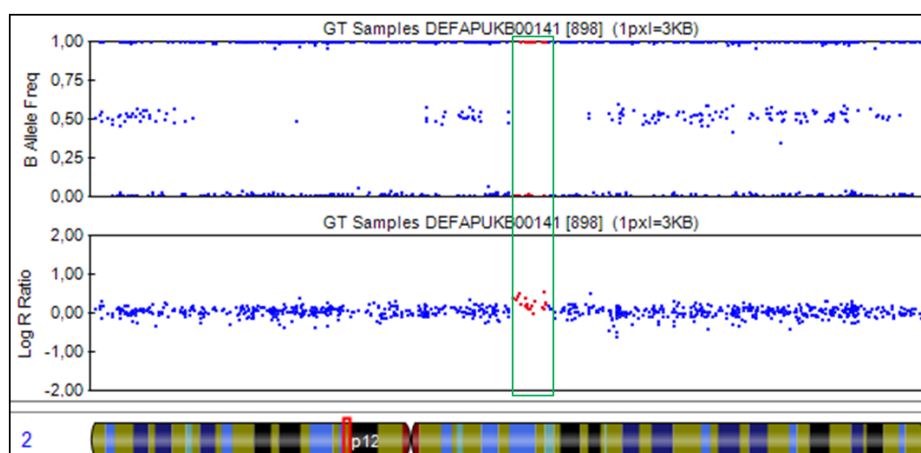 GT Samples DEFAPUKB00141 [898] (1pxl=3KB)
B Allele Freq
1,00
0,75
0,50
0,25
0,00
GT Samples DEFAPUKB00141 [898] (1pxl=3KB)
Log R Ratio
2,00
1,00
0,00
-1,00
-2,00
2
p12